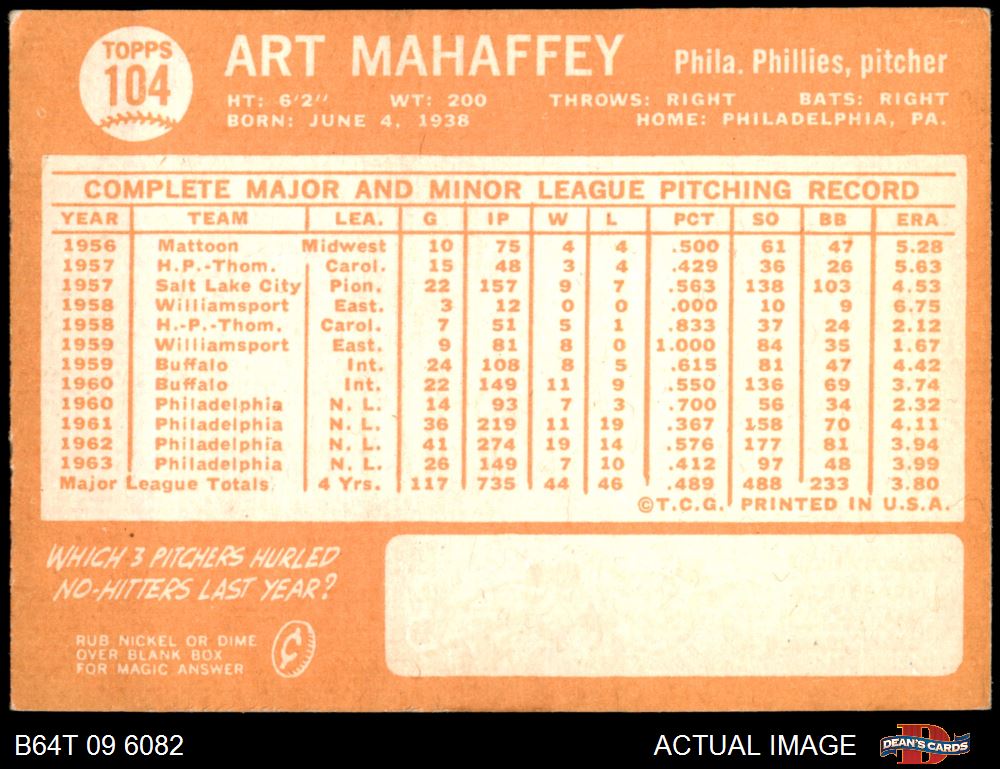 TOPPS
104
ART MAHAFFEY
Phila. Phillies, pitcher
HT: 6'2" WT: 200 THROWS: RIGHT BATS: RIGHT
BORN: JUNE 4, 1938 HOME: PHILADELPHIA, PA.
COMPLETE MAJOR AND MINOR LEAGUE PITCHING RECORD
YEAR TEAM LEA. G IP W L PCT SO BB ERA
1956 Mattoon Midwest 10 75 4 4 .500 61 47 5.28
1957 H.P.-Thom. Carol. 15 48 3 4 .429 36 26 5.63
1957 Salt Lake City Pion. 22 157 9 7 .563 138 103 4.53
1958 Williamsport East. 3 12 0 0 .000 10 9 6.75
1958 H.-P.-Thom. Carol. 7 51 5 1 .833 37 24 2.12
1959 Williamsport East. 9 81 8 0 1.000 84 35 1.67
1959 Buffalo Int. 24 108 8 5 .615 81 47 4.42
1960 Buffalo Int. 22 149 11 9 .550 136 69 3.74
1960 Philadelphia N. L. 14 93 7 3 .700 56 34 2.32
1961 Philadelphia N. L. 36 219 11 19 .367 158 70 4.11
1962 Philadelphia N. L. 41 274 19 14 .576 177 81 3.94
1963 Philadelphia N. L. 26 149 7 10 .412 97 48 3.99
Major League Totals 4 Yrs. 117 735 44 46 .489 488 233 3.80
©T.C.G. PRINTED IN U.S.A.
WHICH 3 PITCHERS HURLED
NO-HITTERS LAST YEAR?
RUB NICKEL OR DIME
OVER BLANK BOX
FOR MAGIC ANSWER
C
B64T 09 6082
ACTUAL IMAGE
DEAN'S CARDS